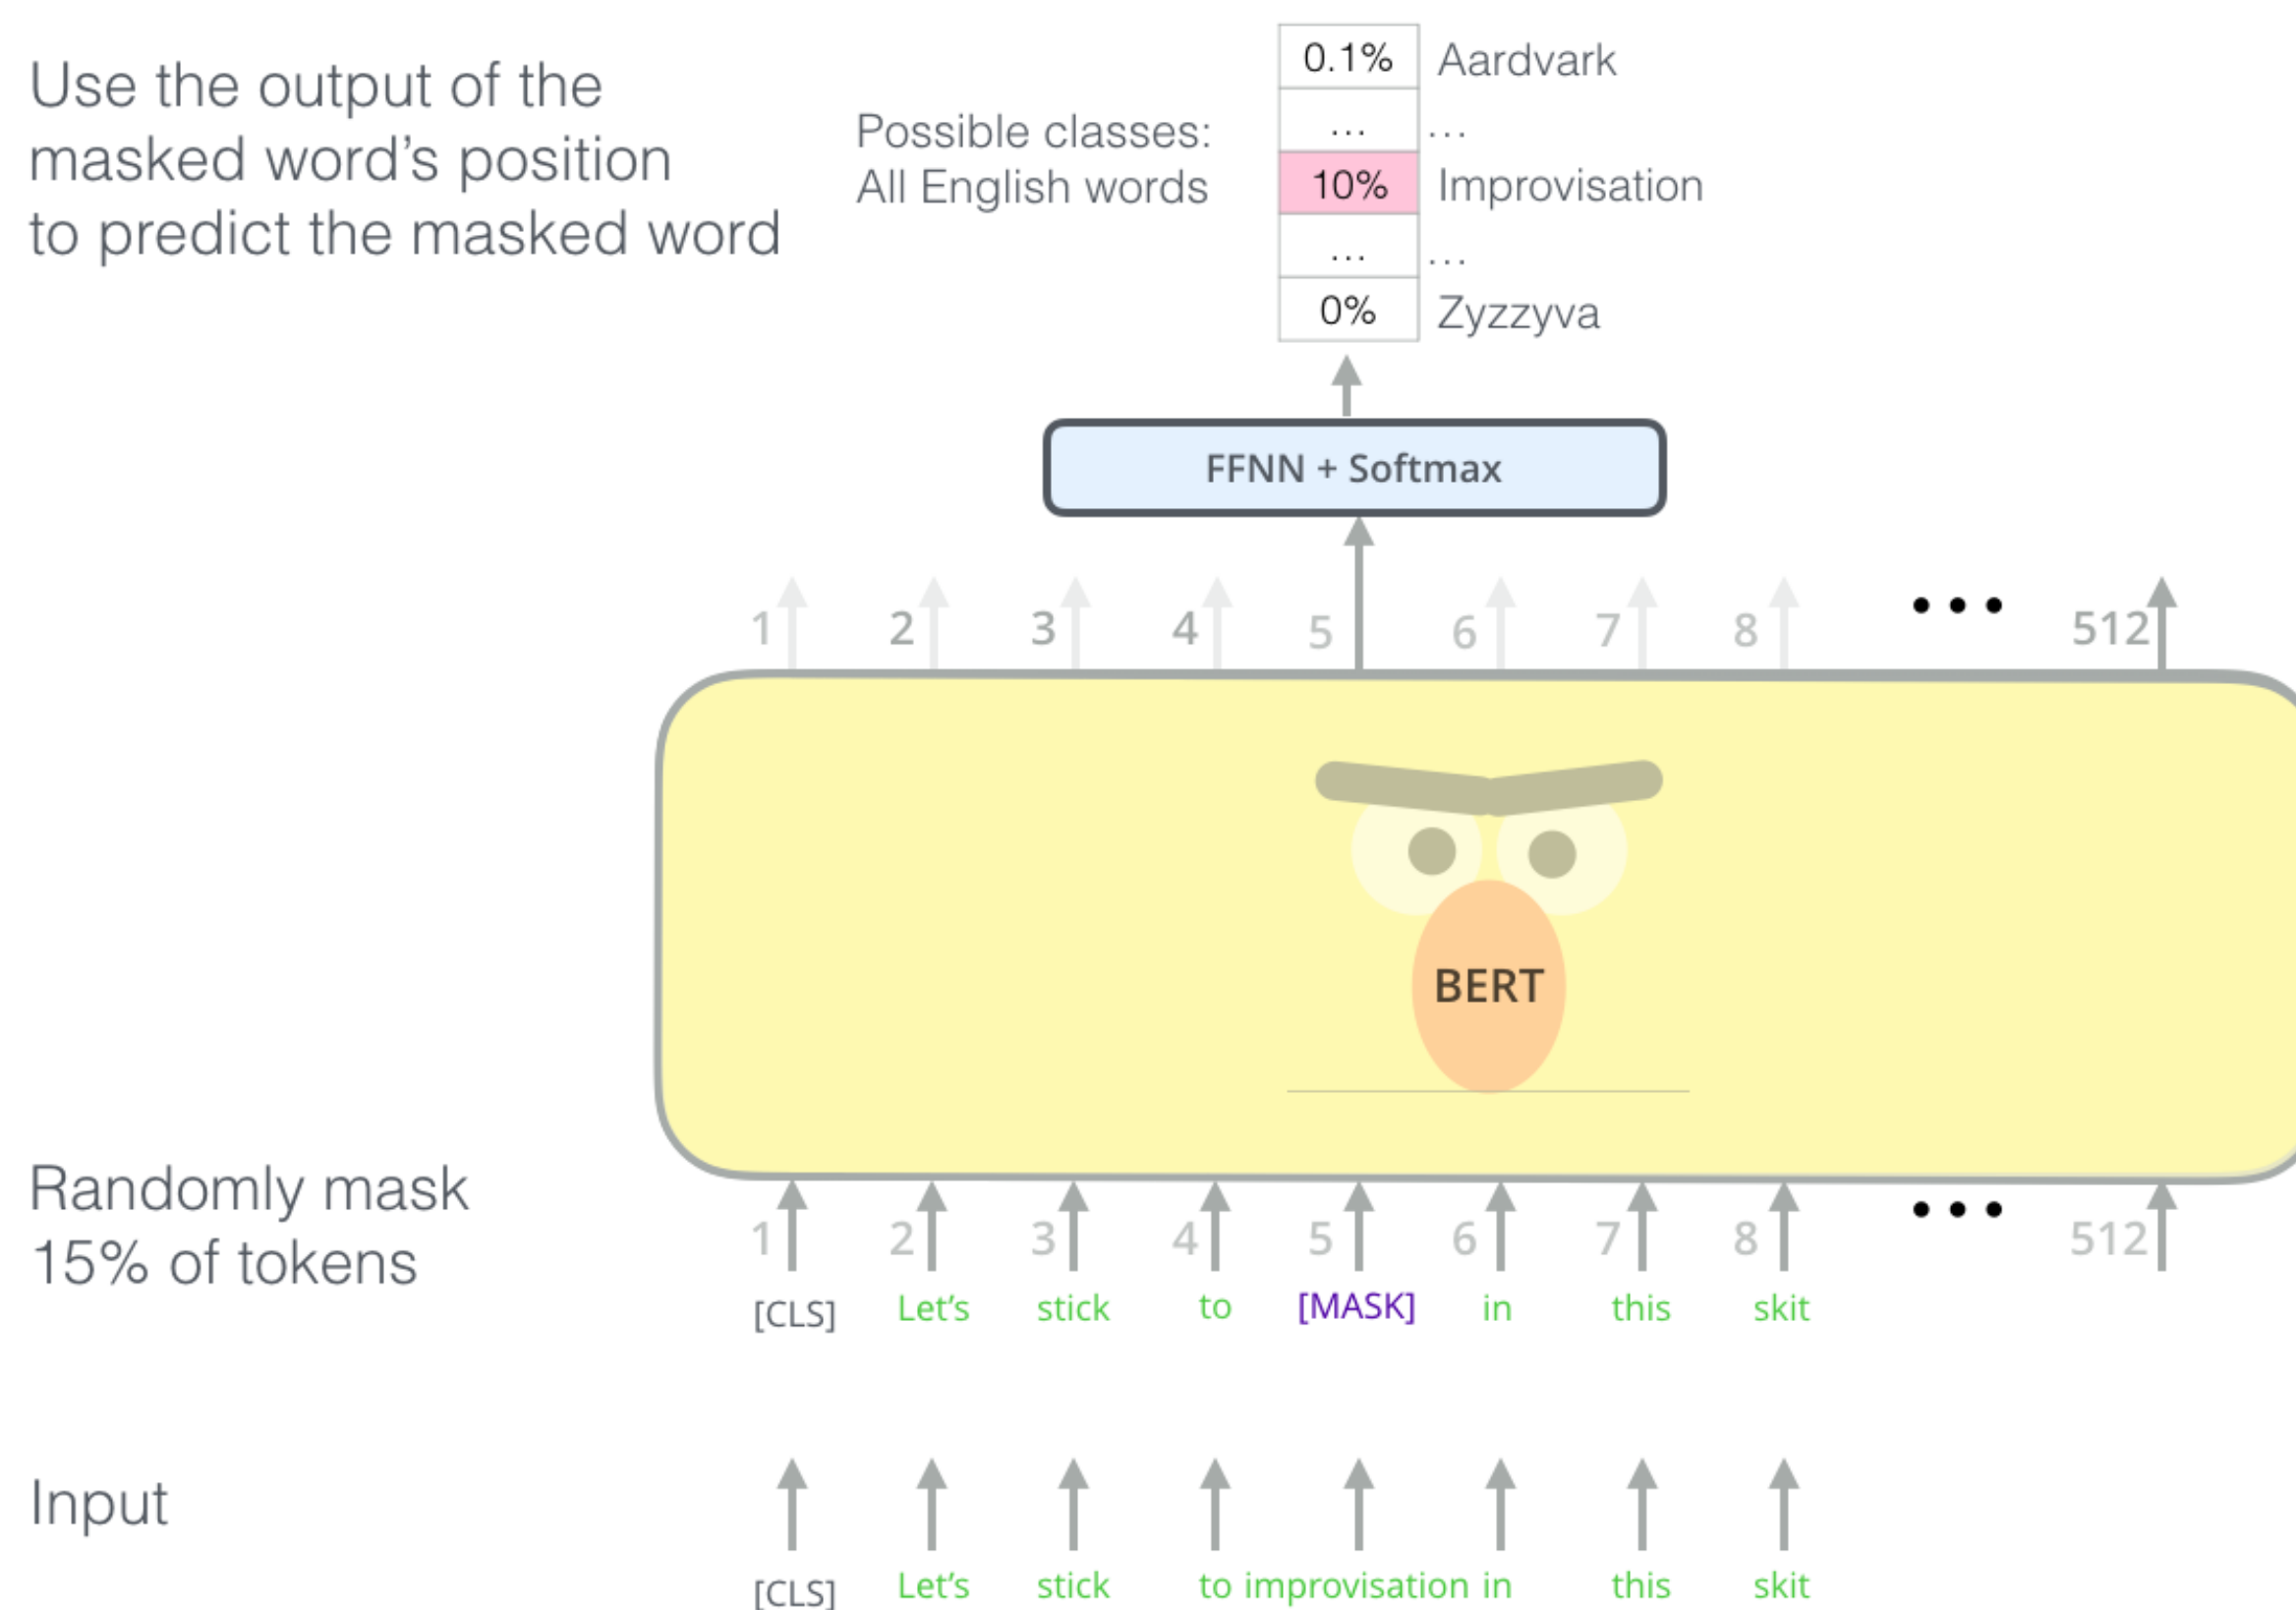 Use the output of the
masked word’s position
to predict the masked word
Possible classes:
All English words
0.1% Aardvark
... ...
10% Improvisation
... ...
0% Zyzzyva
FFNN + Softmax
1 2 3 4 5 6 7 8 ••• 512
BERT
Randomly mask
15% of tokens
1 2 3 4 5 6 7 8 ••• 512
[CLS] Let’s stick to [MASK] in this skit
Input
[CLS] Let’s stick to improvisation in this skit